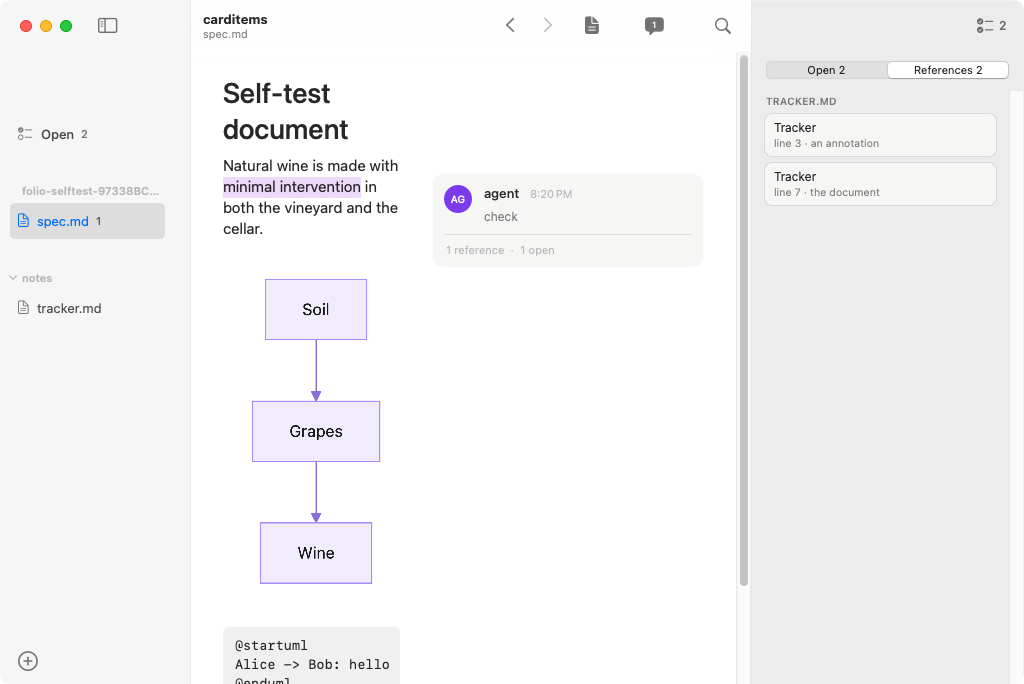 carditems
spec.md
1
2
Open 2
folio-selftest-97338BC...
spec.md 1
notes
tracker.md
Self-test
document
Natural wine is made with
minimal intervention in
both the vineyard and the
cellar.
AG
agent 8:20 PM
check
1 reference · 1 open
Soil
Grapes
Wine
@startuml
Alice -> Bob: hello
@enduml
Open 2
References 2
TRACKER.MD
Tracker
line 3 · an annotation
Tracker
line 7 · the document